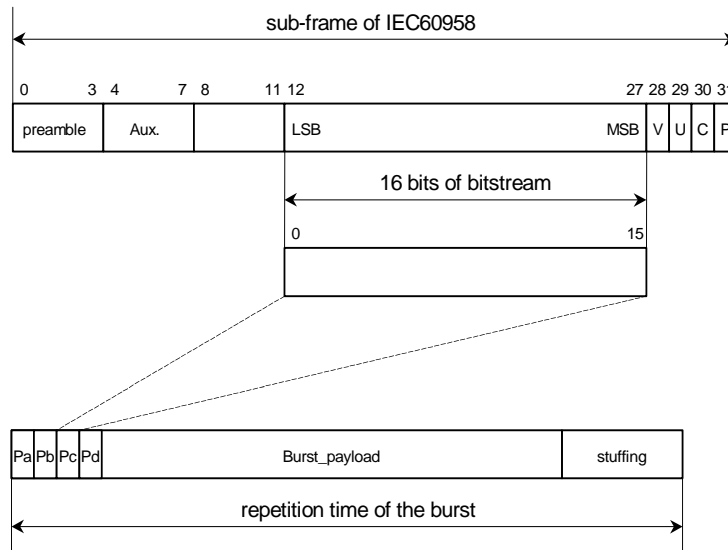 sub-frame of IEC60958
0 3 4 7 8 11 12 27 28 29 30 31
preamble Aux. LSB MSB V U C P
16 bits of bitstream
0 15
Pa Pb Pc Pd Burst_payload stuffing
repetition time of the burst